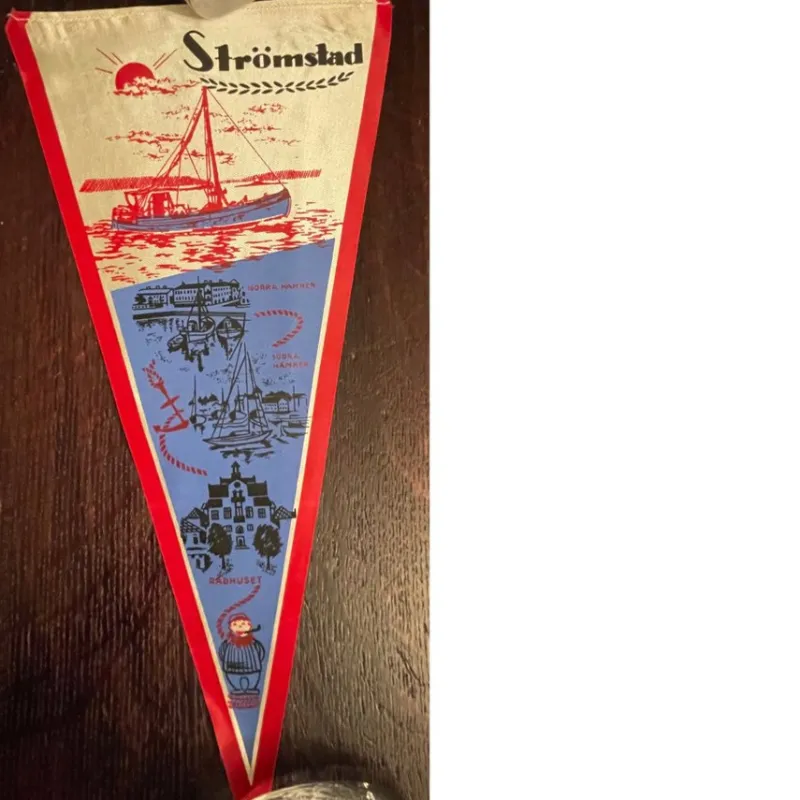 Strömstad
NORRA HAMNEN
SÖDRA
HAMNEN
RÅDHUSET